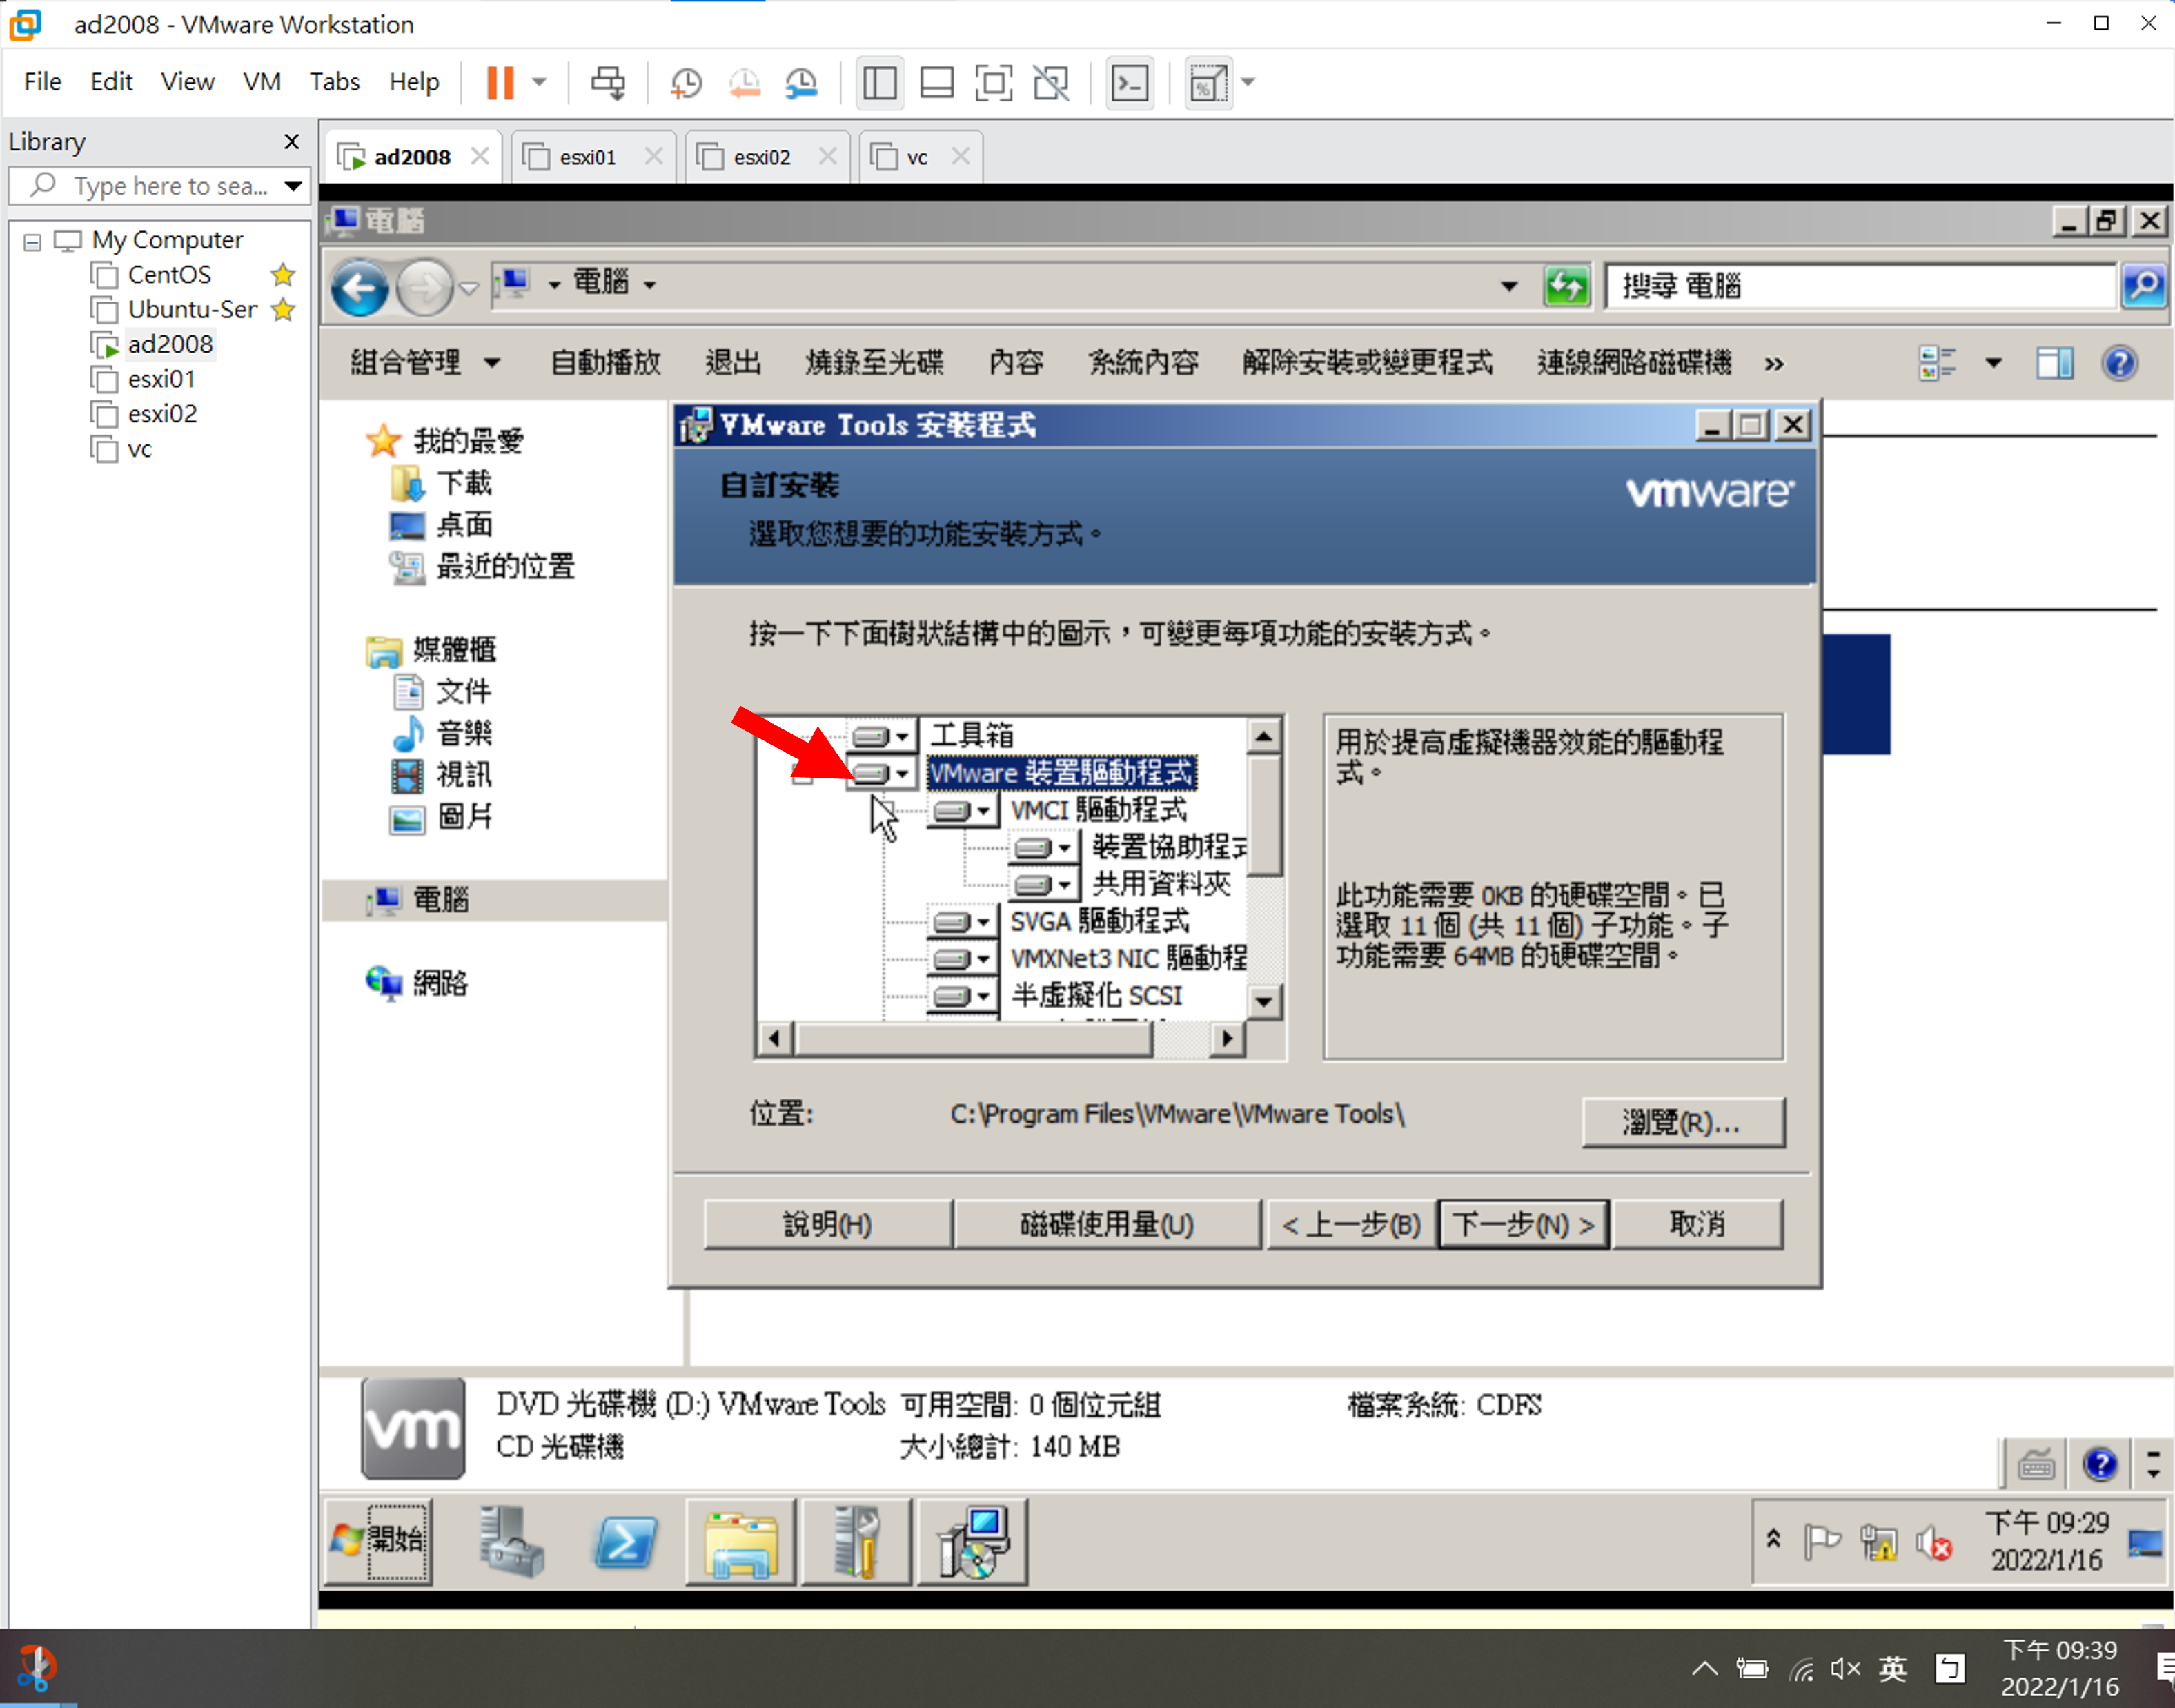 ad2008 - VMware Workstation
File Edit View VM Tabs Help
Library
Type here to sea...
My Computer
CentOS
Ubuntu-Ser
ad2008
esxi01
esxi02
vc
ad2008
esxi01
esxi02
vc
電腦
電腦
搜尋 電腦
組合管理 自動播放 退出 燒錄至光碟 內容 系統內容 解除安裝或變更程式 連線網路磁碟機 »
我的最愛
下載
桌面
最近的位置
媒體櫃
文件
音樂
視訊
圖片
電腦
網路
VMware Tools 安裝程式
自訂安裝
選取您想要的功能安裝方式。
vmware
按一下下面樹狀結構中的圖示，可變更每項功能的安裝方式。
工具箱
VMware 裝置驅動程式
VMCI 驅動程式
裝置協助程式
共用資料夾
SVGA 驅動程式
VMXNet3 NIC 驅動程
半虛擬化 SCSI
用於提高虛擬機器效能的驅動程
式。
此功能需要 0KB 的硬碟空間。已
選取 11 個 (共 11 個) 子功能。子
功能需要 64MB 的硬碟空間。
位置: C:\Program Files\VMware\VMware Tools\
瀏覽(R)...
說明(H) 磁碟使用量(U) < 上一步(B) 下一步(N) > 取消
vm
DVD 光碟機 (D:) VMware Tools 可用空間: 0 個位元組 檔案系統: CDFS
CD 光碟機 大小總計: 140 MB
開始
下午 09:29
2022/1/16
英
下午 09:39
2022/1/16